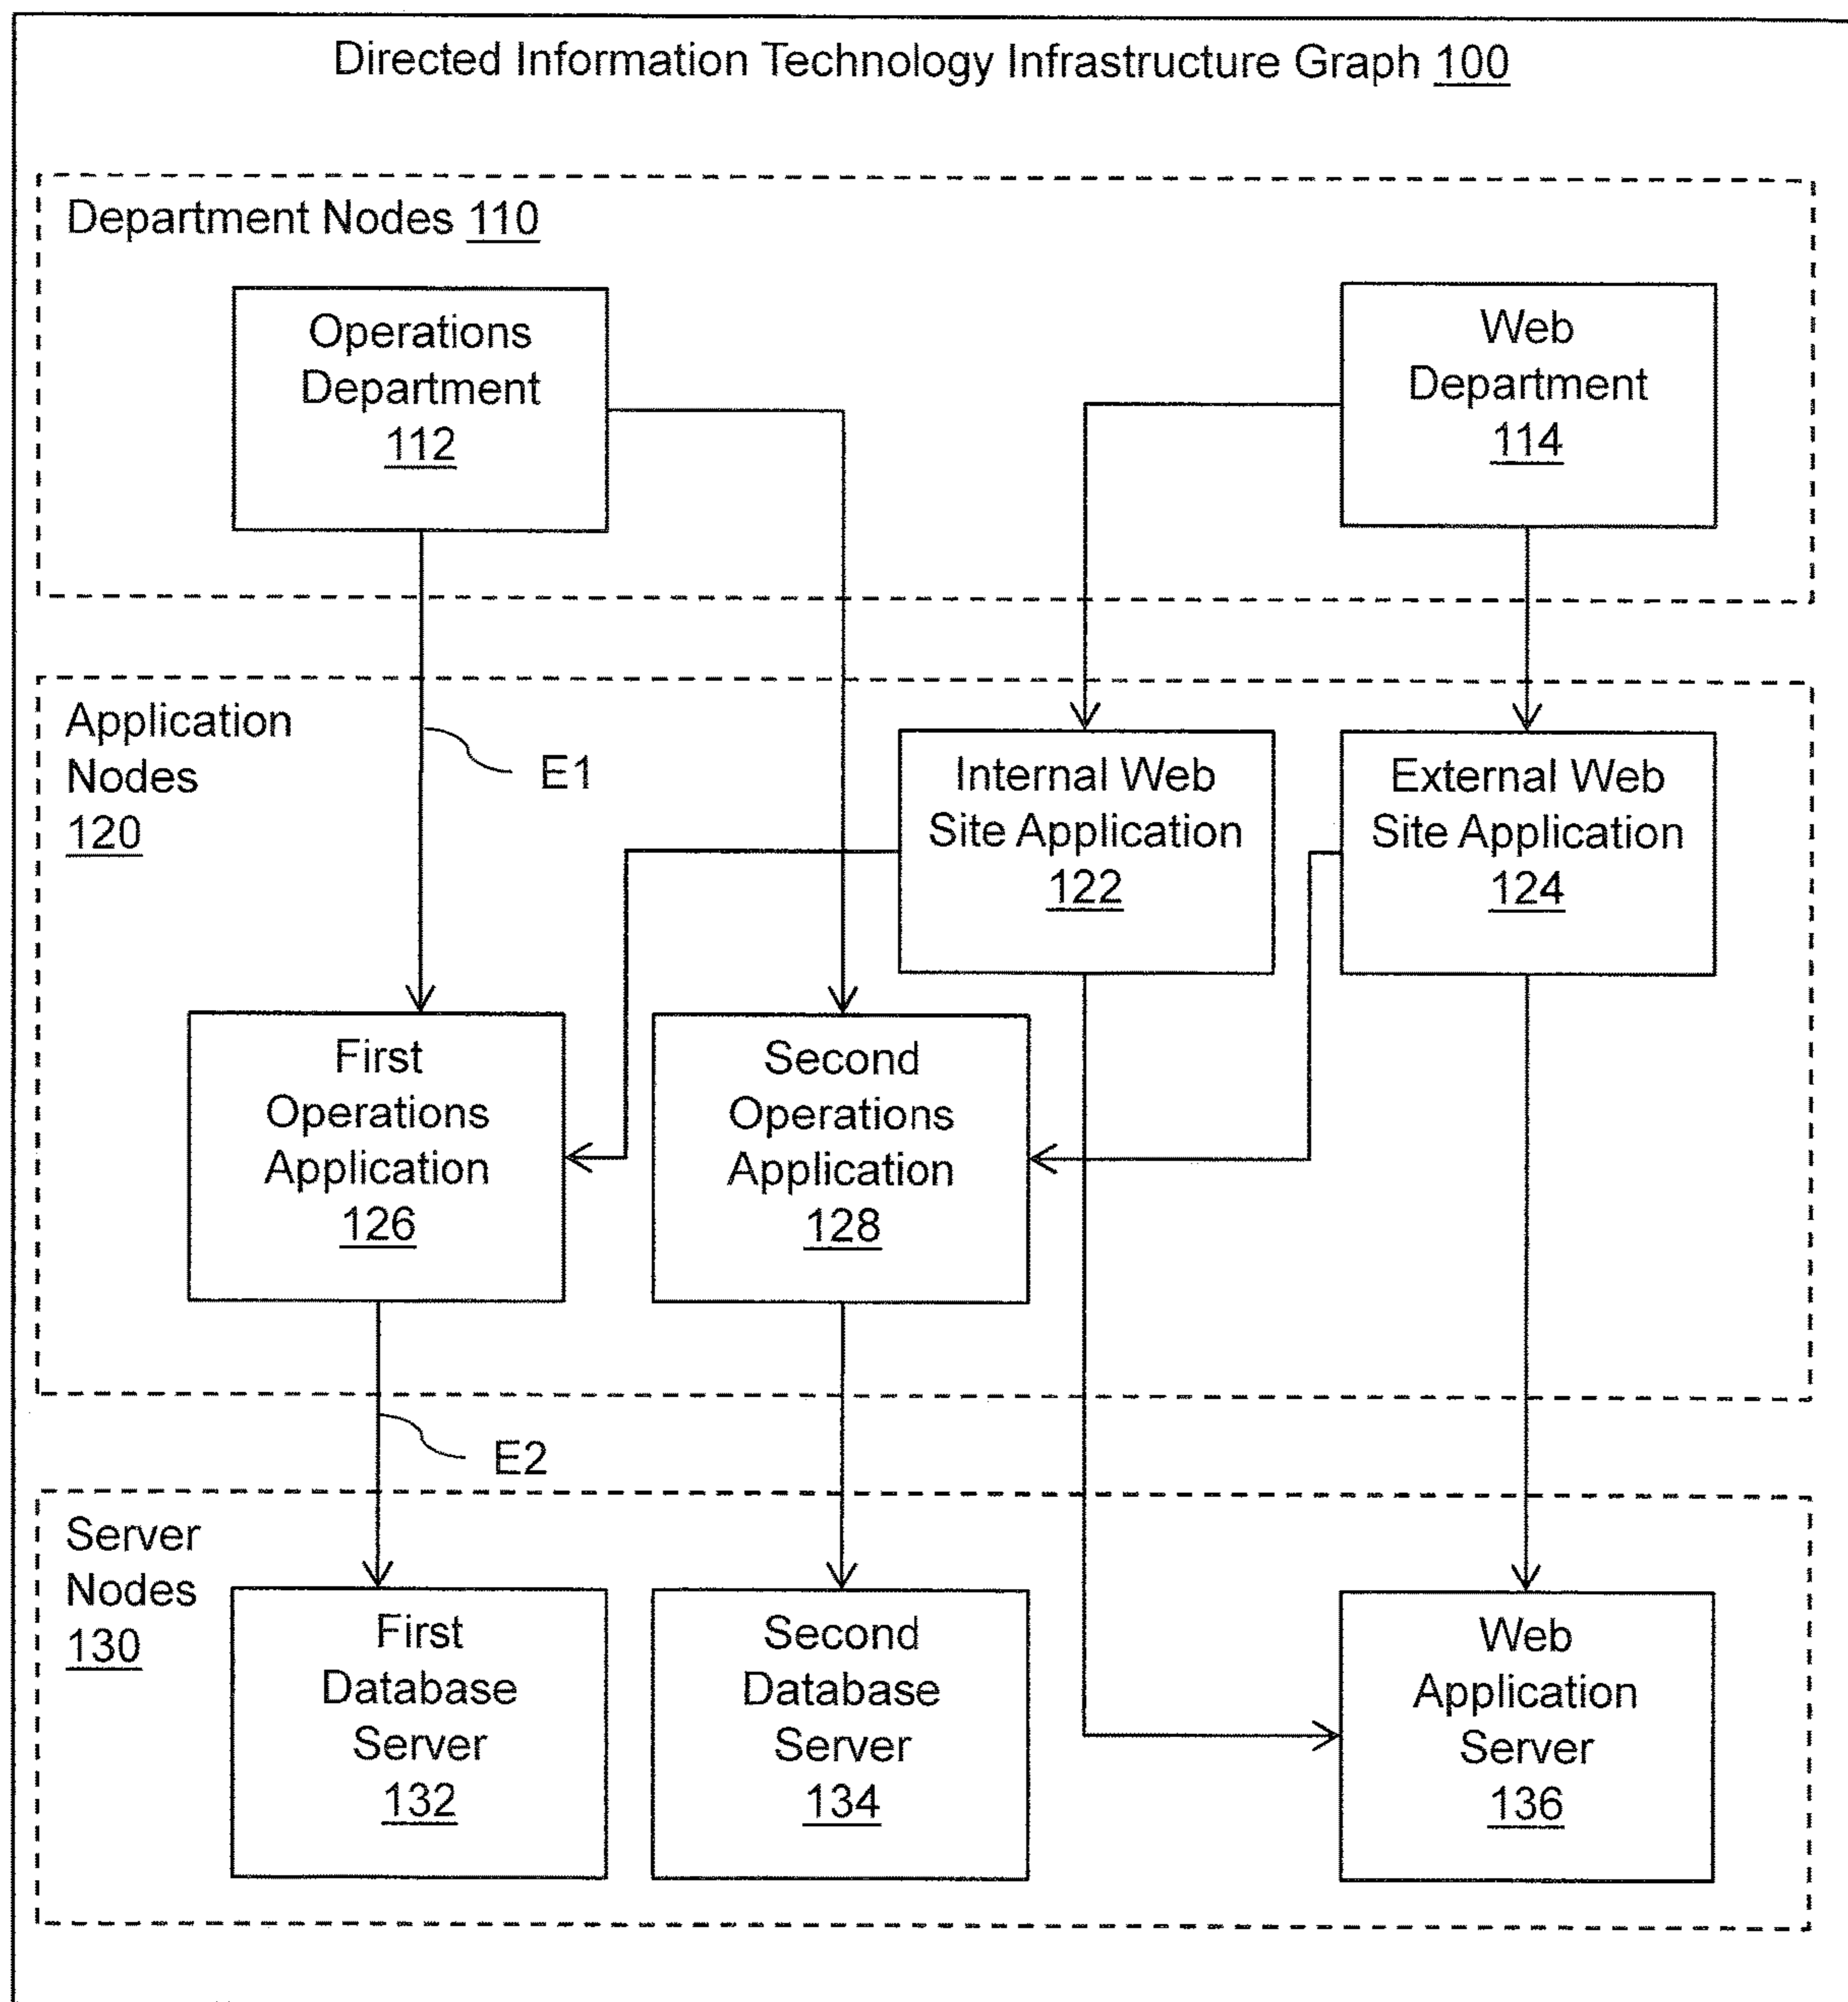 Directed Information Technology Infrastructure Graph 100
Department Nodes 110
Operations
Department
112
Web
Department
114
Application
Nodes
120
E1
Internal Web
Site Application
122
External Web
Site Application
124
First
Operations
Application
126
Second
Operations
Application
128
E2
Server
Nodes
130
First
Database
Server
132
Second
Database
Server
134
Web
Application
Server
136